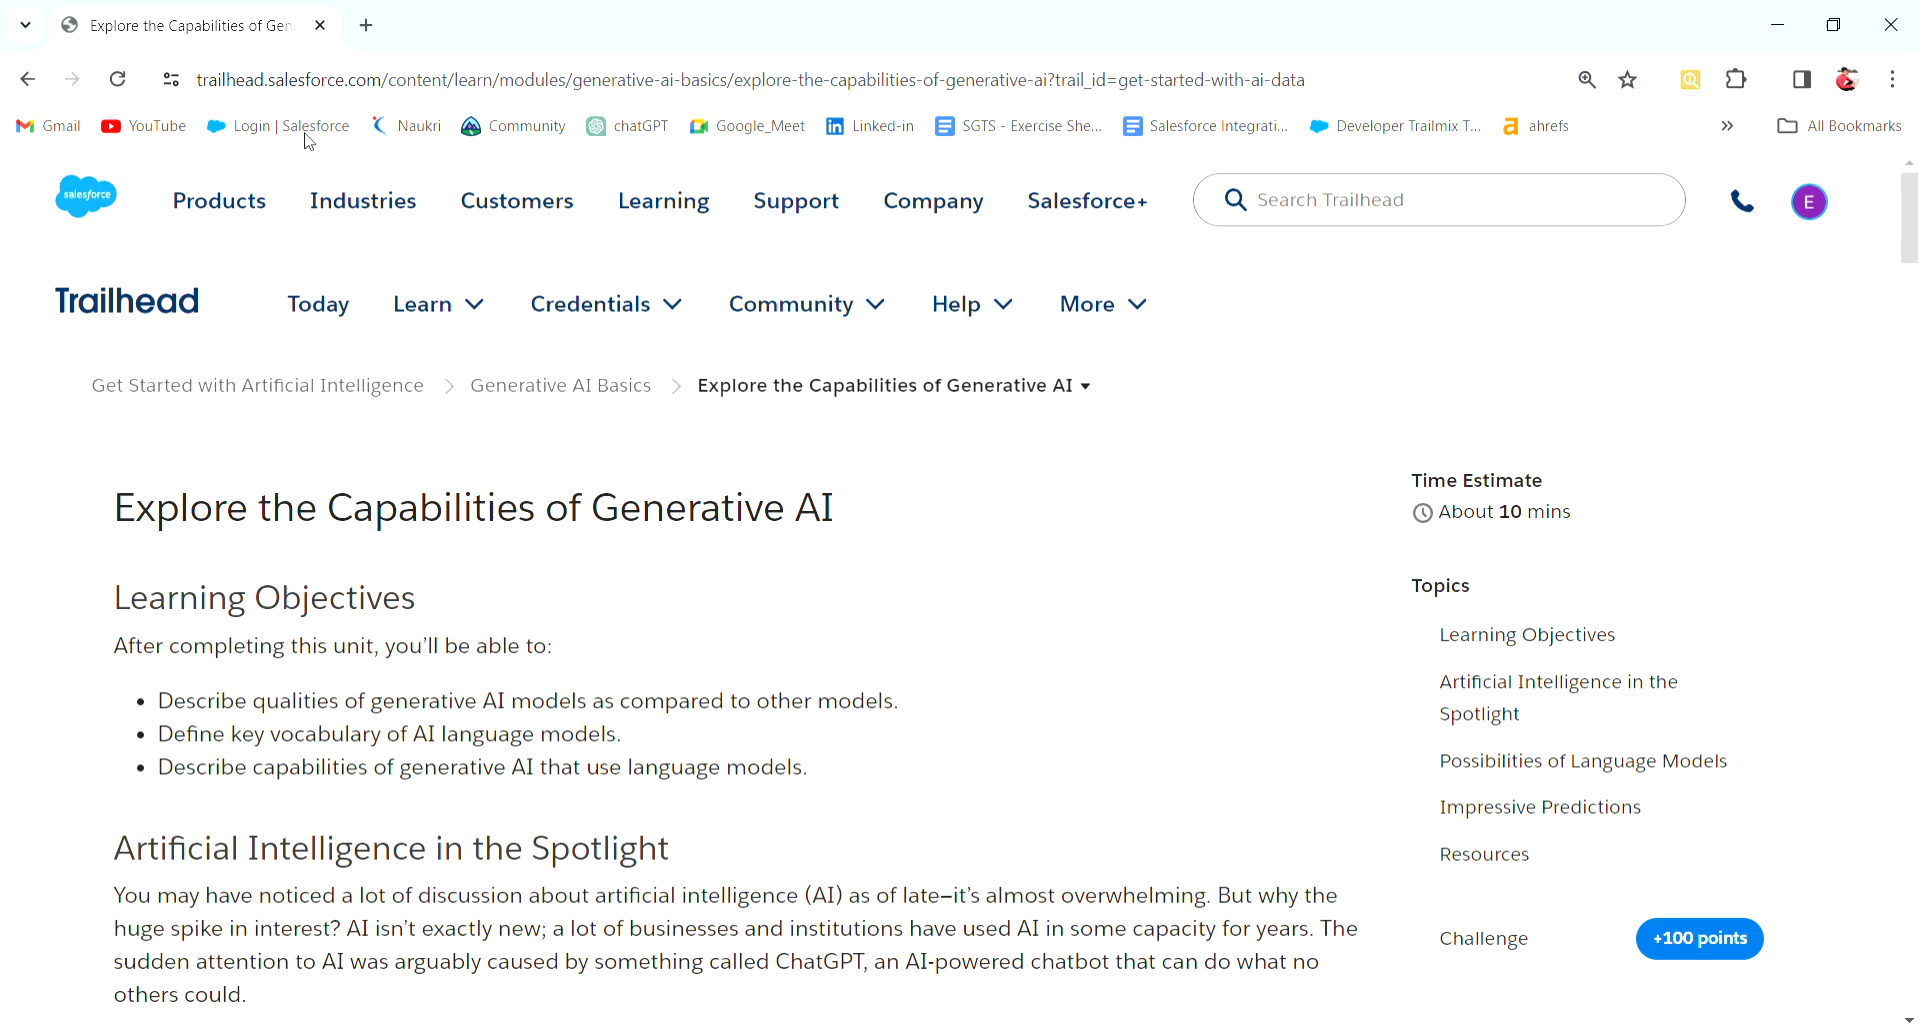 Explore the Capabilities of Gen
trailhead.salesforce.com/content/learn/modules/generative-ai-basics/explore-the-capabilities-of-generative-ai?trail_id=get-started-with-ai-data
Gmail YouTube Login | Salesforce Naukri Community chatGPT Google_Meet Linked-in SGTS - Exercise She... Salesforce Integrati... Developer Trailmix T... ahrefs » All Bookmarks
salesforce Products Industries Customers Learning Support Company Salesforce+ Search Trailhead E
Trailhead Today Learn Credentials Community Help More
Get Started with Artificial Intelligence > Generative AI Basics > Explore the Capabilities of Generative AI
Explore the Capabilities of Generative AI
Learning Objectives
After completing this unit, you’ll be able to:
• Describe qualities of generative AI models as compared to other models.
• Define key vocabulary of AI language models.
• Describe capabilities of generative AI that use language models.
Artificial Intelligence in the Spotlight
You may have noticed a lot of discussion about artificial intelligence (AI) as of late—it’s almost overwhelming. But why the
huge spike in interest? AI isn’t exactly new; a lot of businesses and institutions have used AI in some capacity for years. The
sudden attention to AI was arguably caused by something called ChatGPT, an AI-powered chatbot that can do what no
others could.
Time Estimate
About 10 mins
Topics
Learning Objectives
Artificial Intelligence in the
Spotlight
Possibilities of Language Models
Impressive Predictions
Resources
Challenge +100 points